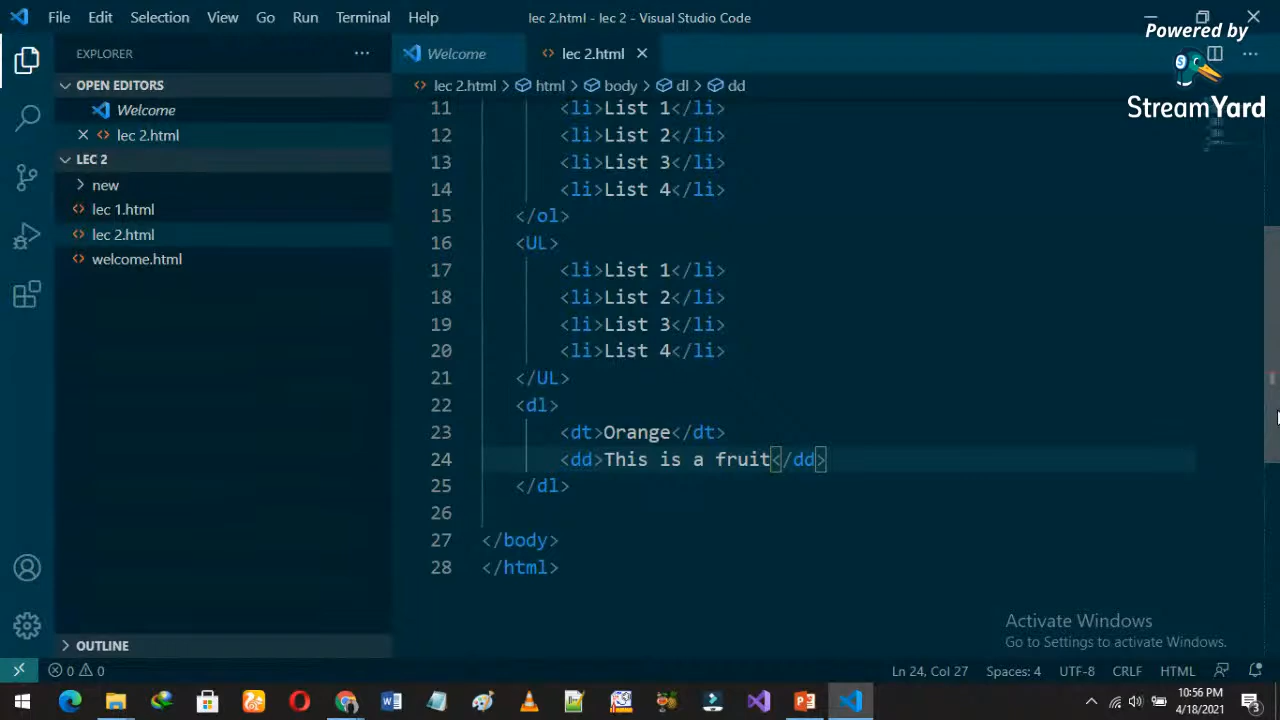 File Edit Selection View Go Run Terminal Help
lec 2.html - lec 2 - Visual Studio Code
Powered by
StreamYard
EXPLORER
OPEN EDITORS
Welcome
lec 2.html
LEC 2
new
lec 1.html
lec 2.html
welcome.html
OUTLINE
Welcome lec 2.html
lec 2.html > html > body > dl > dd
11 <li>List 1</li>
12 <li>List 2</li>
13 <li>List 3</li>
14 <li>List 4</li>
15 </ol>
16 <UL>
17 <li>List 1</li>
18 <li>List 2</li>
19 <li>List 3</li>
20 <li>List 4</li>
21 </UL>
22 <dl>
23 <dt>Orange</dt>
24 <dd>This is a fruit</dd>
25 </dl>
26
27 </body>
28 </html>
Activate Windows
Go to Settings to activate Windows.
0 0 Ln 24, Col 27 Spaces: 4 UTF-8 CRLF HTML
10:56 PM
4/18/2021
3